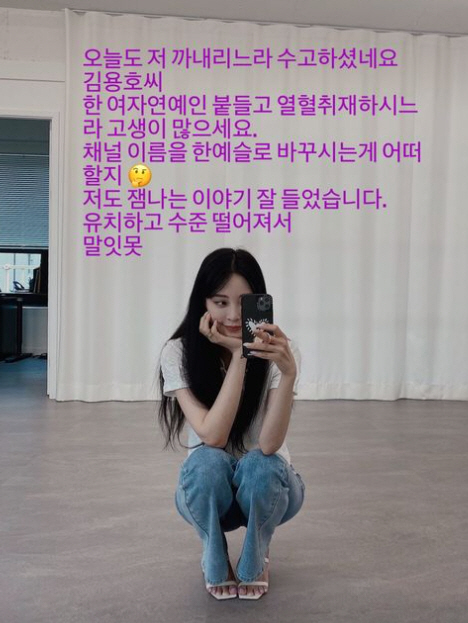 오늘도 저 까내리느라 수고하셨네요
김용호씨
한 여자연예인 붙들고 열혈취재하시느
라 고생이 많으세요.
채널 이름을 한예슬로 바꾸시는게 어떠
할지 🤔
저도 잼나는 이야기 잘 들었습니다.
유치하고 수준 떨어져서
말잇못